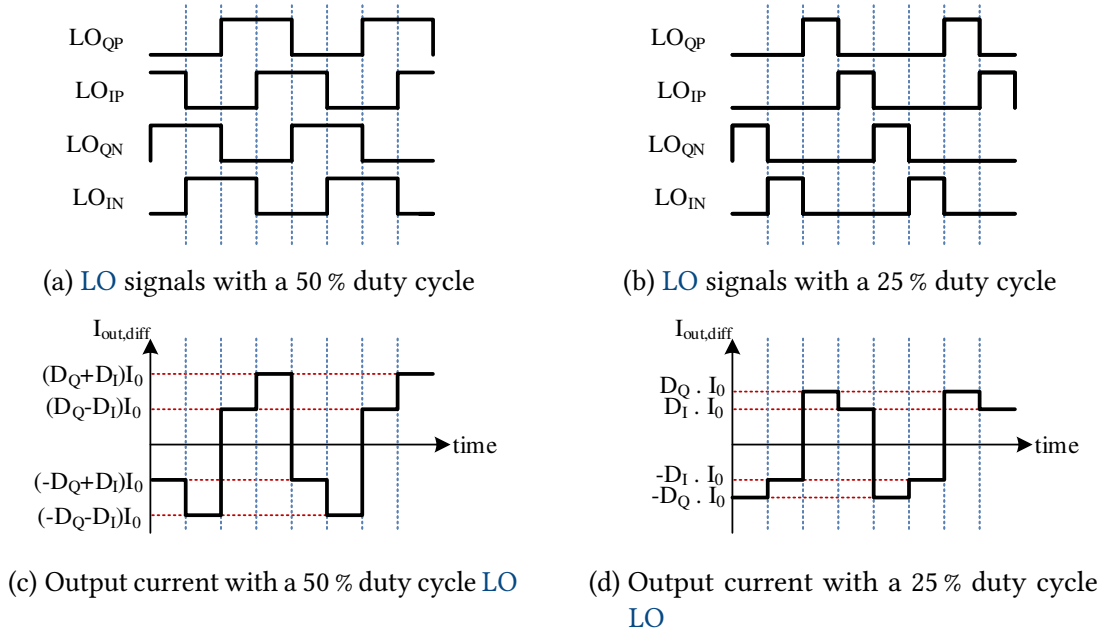 LO_QP
LO_IP
LO_QN
LO_IN
(a) LO signals with a 50 % duty cycle
LO_QP
LO_IP
LO_QN
LO_IN
(b) LO signals with a 25 % duty cycle
I_out,diff
(D_Q+D_I)I_0
(D_Q-D_I)I_0
time
(-D_Q+D_I)I_0
(-D_Q-D_I)I_0
(c) Output current with a 50 % duty cycle LO
I_out,diff
D_Q . I_0
D_I . I_0
time
-D_I . I_0
-D_Q . I_0
(d) Output current with a 25 % duty cycle
LO